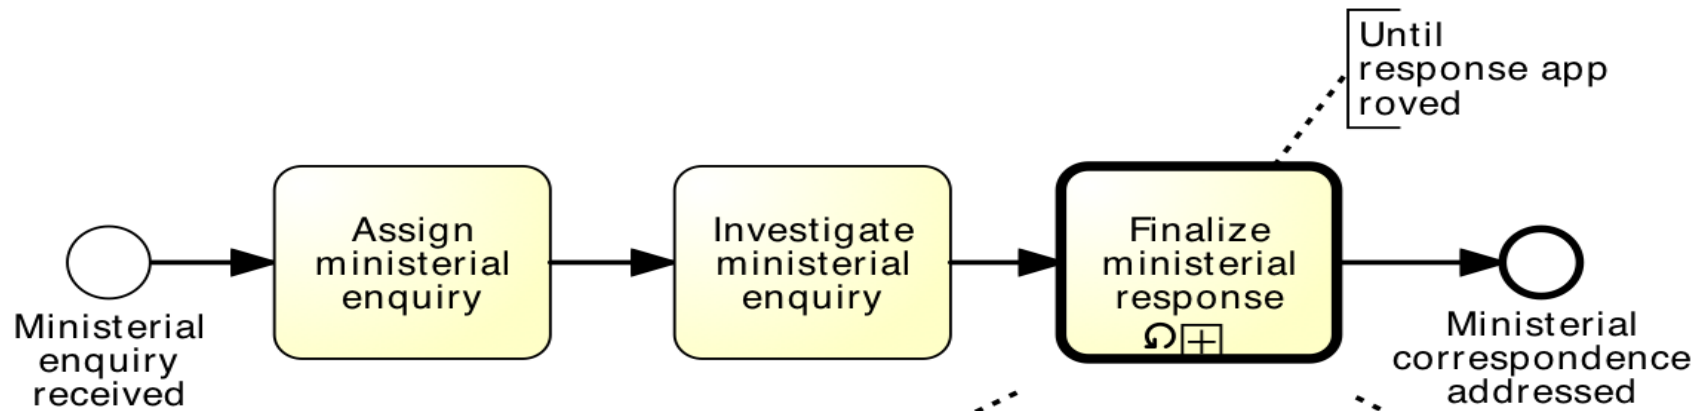 Until
response app
roved
Assign
ministerial
enquiry
Investigate
ministerial
enquiry
Finalize
ministerial
response
Ministerial
enquiry
received
Ministerial
correspondence
addressed